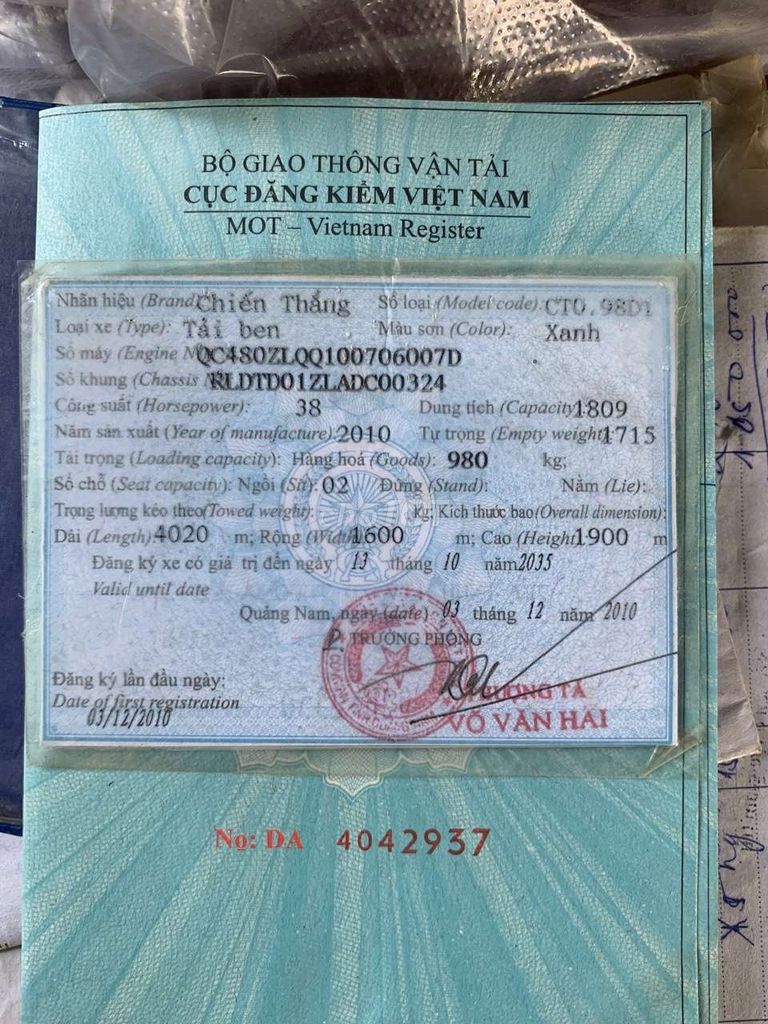 BỘ GIAO THÔNG VẬN TẢI
CỤC ĐĂNG KIỂM VIỆT NAM
MOT – Vietnam Register
Nhãn hiệu (Brand Chiến Thắng Số loại (Model code): CT0.98D1
Loại xe (Type): Tải ben Màu sơn (Color): Xanh
Số máy (Engine N QC480ZLQQ100706007D
Số khung (Chassis N RLDTD01ZLADC00324
Công suất (Horsepower): 38 Dung tích (Capacity 1809
Năm sản xuất (Year of manufacture): 2010 Tự trọng (Empty weight): 1715
Tải trọng (Loading capacity): Hàng hoá (Goods): 980 kg;
Số chỗ (Seat capacity): Ngồi (Sit): 02 Đứng (Stand): Nằm (Lie):
Trọng lượng kéo theo (Towed weight): kg; Kích thước bao (Overall dimension):
Dài (Length): 4020 m; Rộng (Width 1600 m; Cao (Height 1900 m
Đăng ký xe có giá trị đến ngày 13 tháng 10 năm 2035
Valid until date
Quảng Nam, ngày (date) 03 tháng 12 năm 2010
P. TRƯỞNG PHÒNG
Đăng ký lần đầu ngày:
Date of first registration
03/12/2010
THƯỢNG TÁ
VÕ VĂN HẢI
No: DA 4042937